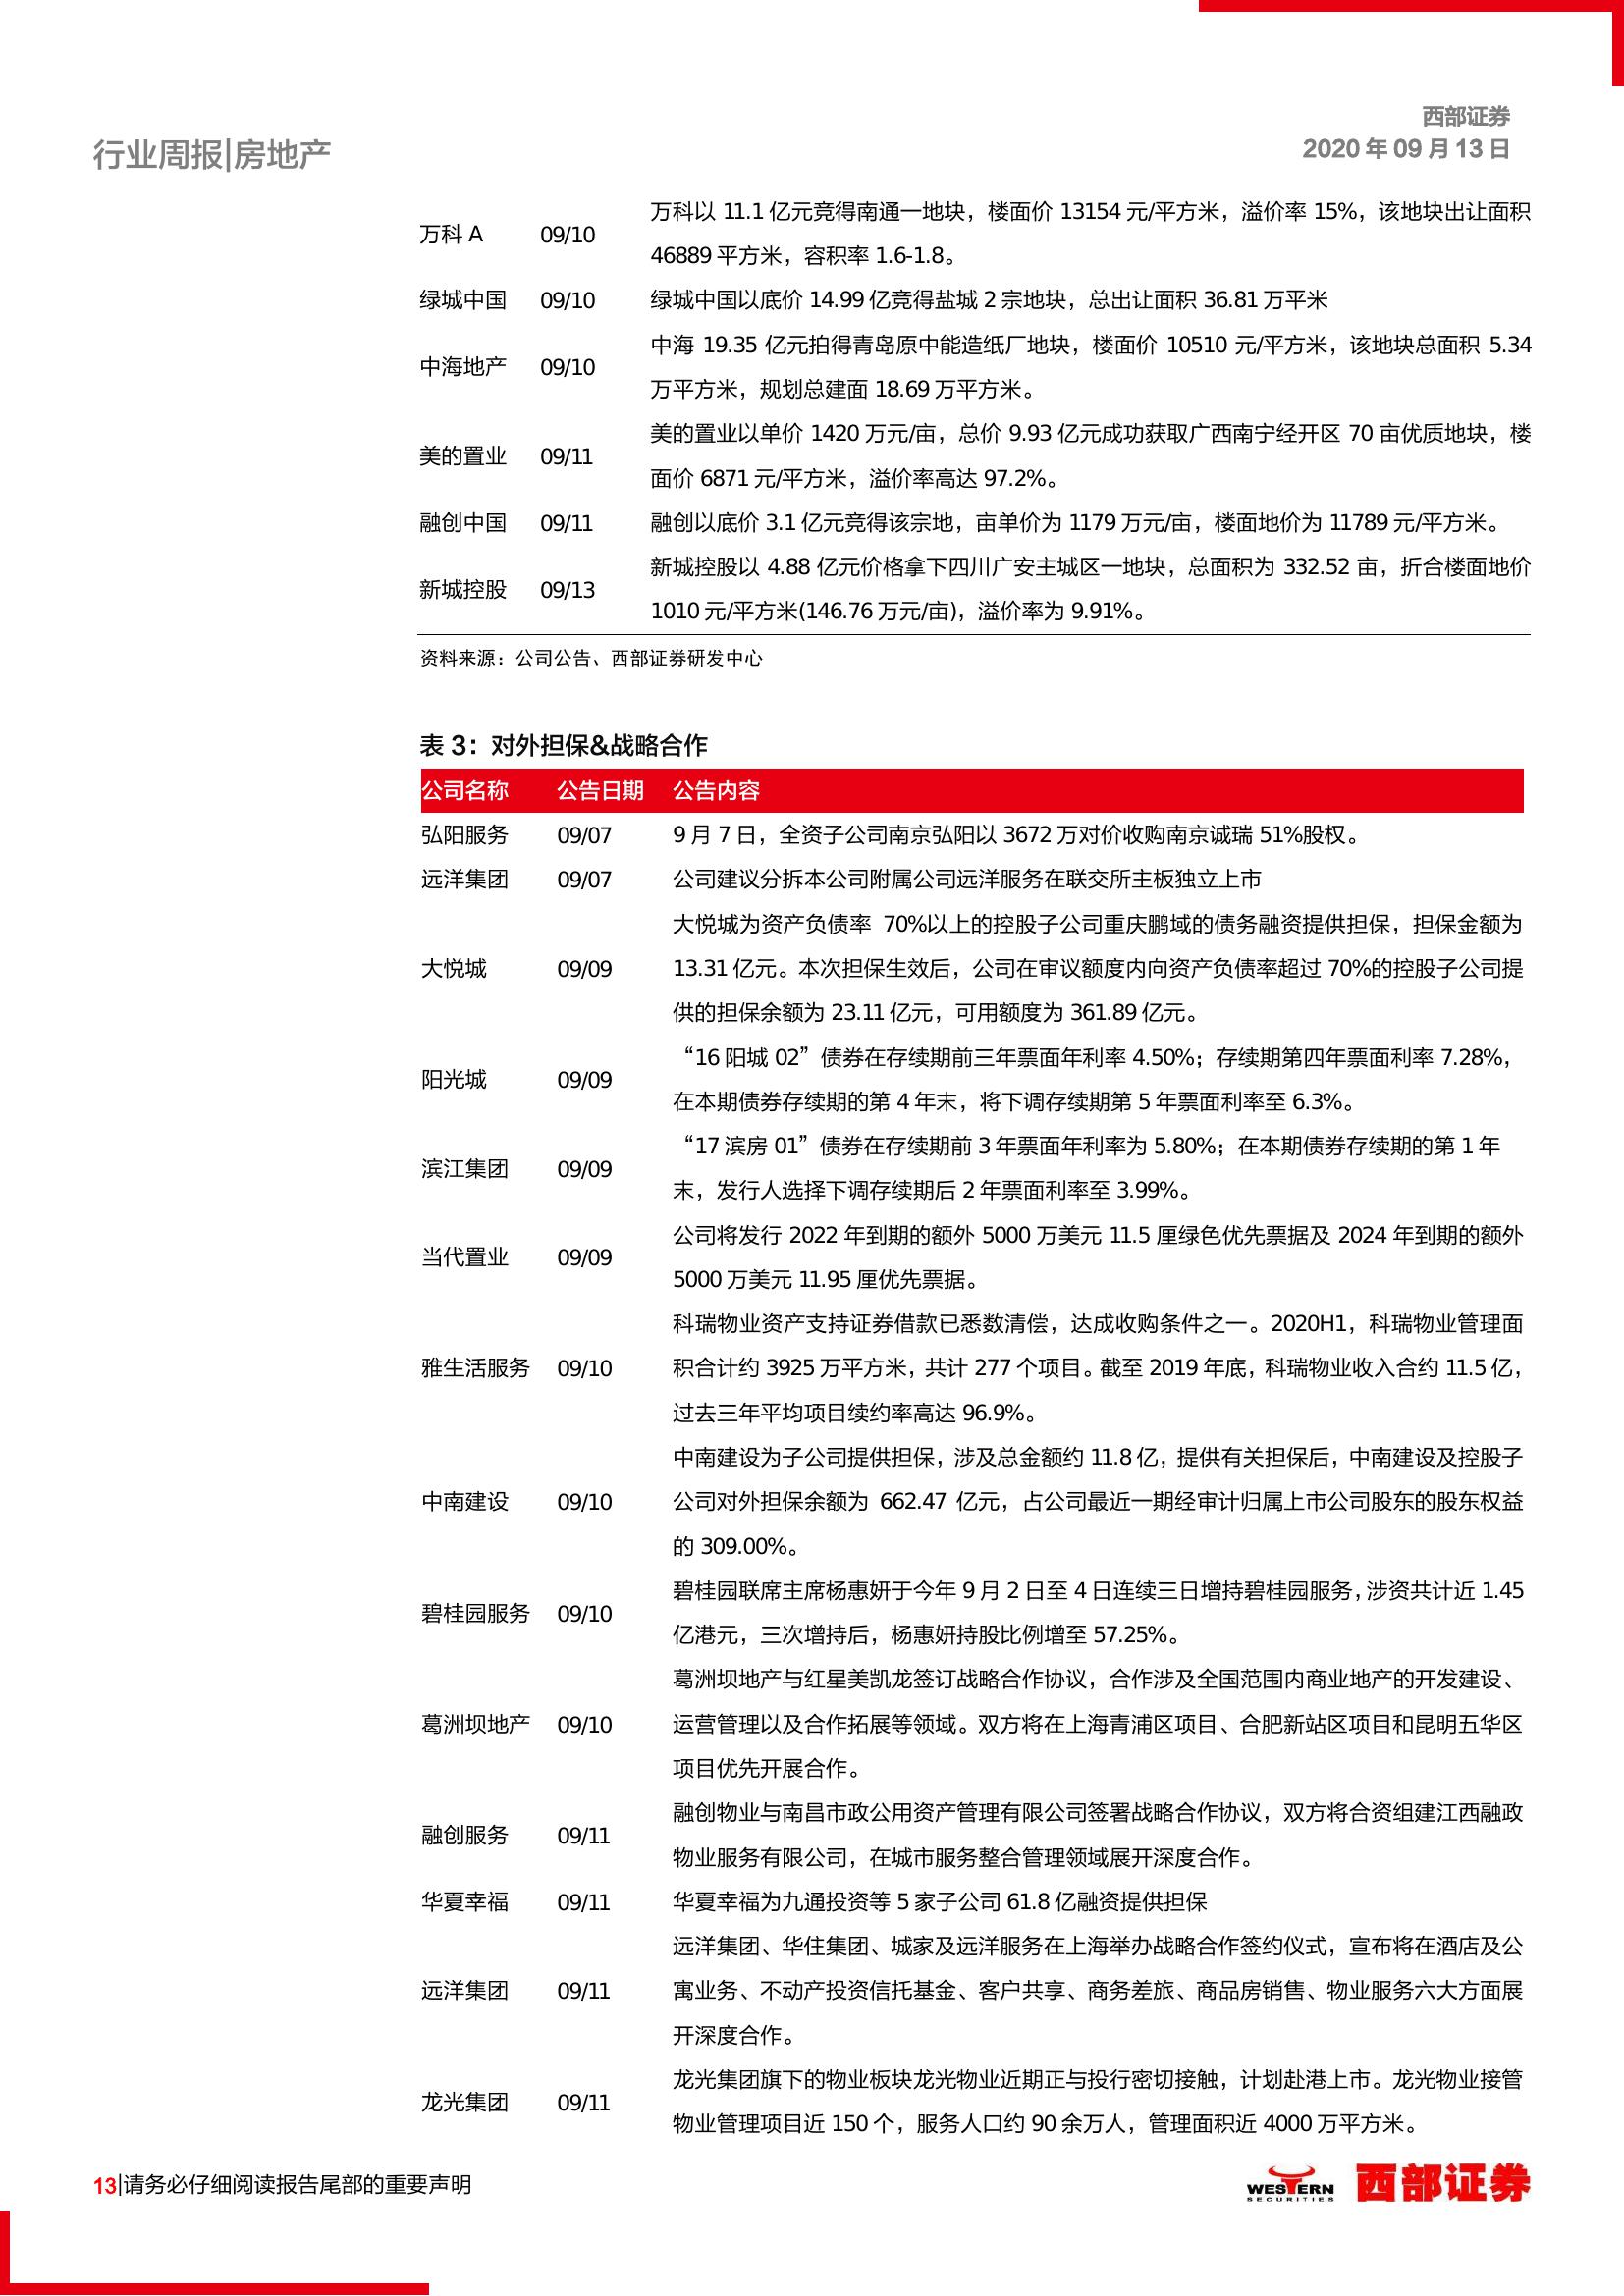 西部证券
行业周报|房地产
2020 年 09 月 13 日
万科 A 09/10 万科以 11.1 亿元竞得南通一地块，楼面价 13154 元/平方米，溢价率 15%，该地块出让面积
46889 平方米，容积率 1.6-1.8。
绿城中国 09/10 绿城中国以底价 14.99 亿竞得盐城 2 宗地块，总出让面积 36.81 万平米
中海地产 09/10 中海 19.35 亿元拍得青岛原中能造纸厂地块，楼面价 10510 元/平方米，该地块总面积 5.34
万平方米，规划总建面 18.69 万平方米。
美的置业 09/11 美的置业以单价 1420 万元/亩，总价 9.93 亿元成功获取广西南宁经开区 70 亩优质地块，楼
面价 6871 元/平方米，溢价率高达 97.2%。
融创中国 09/11 融创以底价 3.1 亿元竞得该宗地，亩单价为 1179 万元/亩，楼面地价为 11789 元/平方米。
新城控股 09/13 新城控股以 4.88 亿元价格拿下四川广安主城区一地块，总面积为 332.52 亩，折合楼面地价
1010 元/平方米(146.76 万元/亩)，溢价率为 9.91%。
资料来源：公司公告、西部证券研发中心
表 3：对外担保&战略合作
公司名称 公告日期 公告内容
弘阳服务 09/07 9 月 7 日，全资子公司南京弘阳以 3672 万对价收购南京诚瑞 51%股权。
远洋集团 09/07 公司建议分拆本公司附属公司远洋服务在联交所主板独立上市
大悦城 09/09 大悦城为资产负债率 70%以上的控股子公司重庆鹏域的债务融资提供担保，担保金额为
13.31 亿元。本次担保生效后，公司在审议额度内向资产负债率超过 70%的控股子公司提
供的担保余额为 23.11 亿元，可用额度为 361.89 亿元。
阳光城 09/09 “16 阳城 02”债券在存续期前三年票面年利率 4.50%；存续期第四年票面利率 7.28%，
在本期债券存续期的第 4 年末，将下调存续期第 5 年票面利率至 6.3%。
滨江集团 09/09 “17 滨房 01”债券在存续期前 3 年票面年利率为 5.80%；在本期债券存续期的第 1 年
末，发行人选择下调存续期后 2 年票面利率至 3.99%。
当代置业 09/09 公司将发行 2022 年到期的额外 5000 万美元 11.5 厘绿色优先票据及 2024 年到期的额外
5000 万美元 11.95 厘优先票据。
雅生活服务 09/10 科瑞物业资产支持证券借款已悉数清偿，达成收购条件之一。2020H1，科瑞物业管理面
积合计约 3925 万平方米，共计 277 个项目。截至 2019 年底，科瑞物业收入合约 11.5 亿，
过去三年平均项目续约率高达 96.9%。
中南建设 09/10 中南建设为子公司提供担保，涉及总金额约 11.8 亿，提供有关担保后，中南建设及控股子
公司对外担保余额为 662.47 亿元，占公司最近一期经审计归属上市公司股东的股东权益
的 309.00%。
碧桂园服务 09/10 碧桂园联席主席杨惠妍于今年 9 月 2 日至 4 日连续三日增持碧桂园服务，涉资共计近 1.45
亿港元，三次增持后，杨惠妍持股比例增至 57.25%。
葛洲坝地产 09/10 葛洲坝地产与红星美凯龙签订战略合作协议，合作涉及全国范围内商业地产的开发建设、
运营管理以及合作拓展等领域。双方将在上海青浦区项目、合肥新站区项目和昆明五华区
项目优先开展合作。
融创服务 09/11 融创物业与南昌市政公用资产管理有限公司签署战略合作协议，双方将合资组建江西融政
物业服务有限公司，在城市服务整合管理领域展开深度合作。
华夏幸福 09/11 华夏幸福为九通投资等 5 家子公司 61.8 亿融资提供担保
远洋集团 09/11 远洋集团、华住集团、城家及远洋服务在上海举办战略合作签约仪式，宣布将在酒店及公
寓业务、不动产投资信托基金、客户共享、商务差旅、商品房销售、物业服务六大方面展
开深度合作。
龙光集团 09/11 龙光集团旗下的物业板块龙光物业近期正与投行密切接触，计划赴港上市。龙光物业接管
物业管理项目近 150 个，服务人口约 90 余万人，管理面积近 4000 万平方米。
13|请务必仔细阅读报告尾部的重要声明
WESTERN
SECURITIES
西部证券